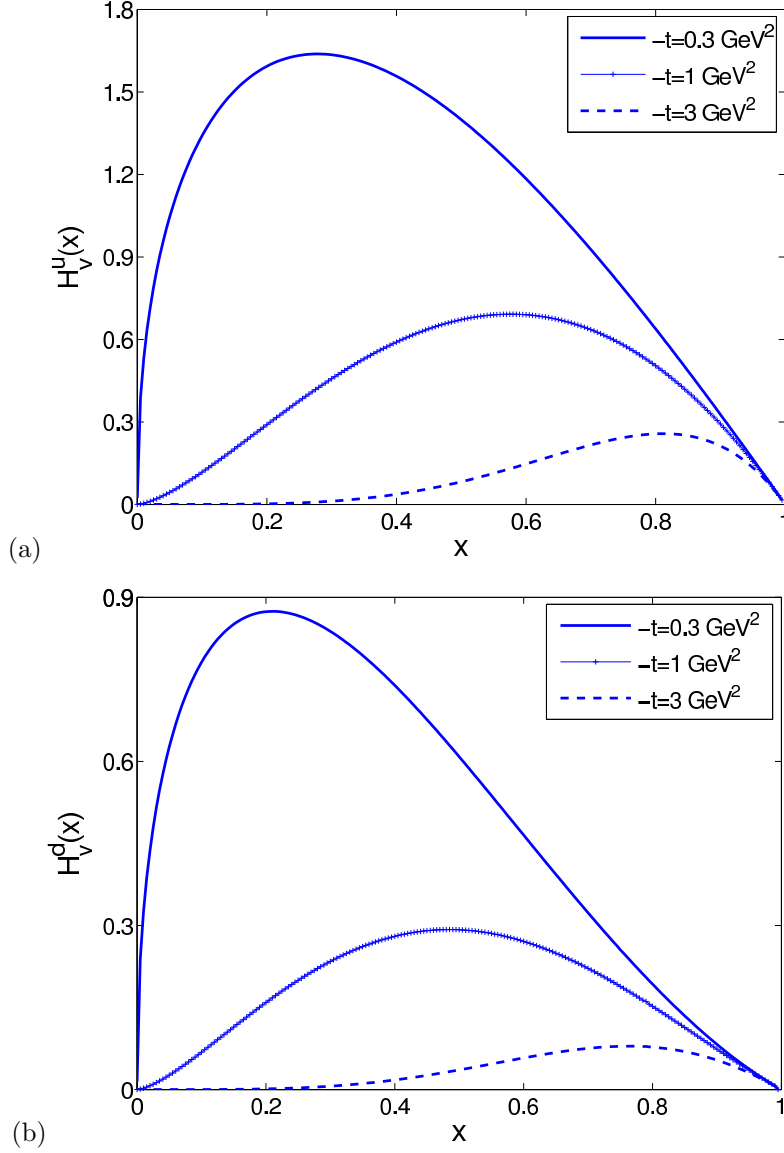 1.8
1.5
1.2
0.9
0.6
0.3
0
H_v^u(x)
−t=0.3 GeV²
−t=1 GeV²
−t=3 GeV²
0 0.2 0.4 0.6 0.8 1
x
(a)
0.9
0.6
0.3
0
H_v^d(x)
−t=0.3 GeV²
−t=1 GeV²
−t=3 GeV²
0 0.2 0.4 0.6 0.8 1
x
(b)